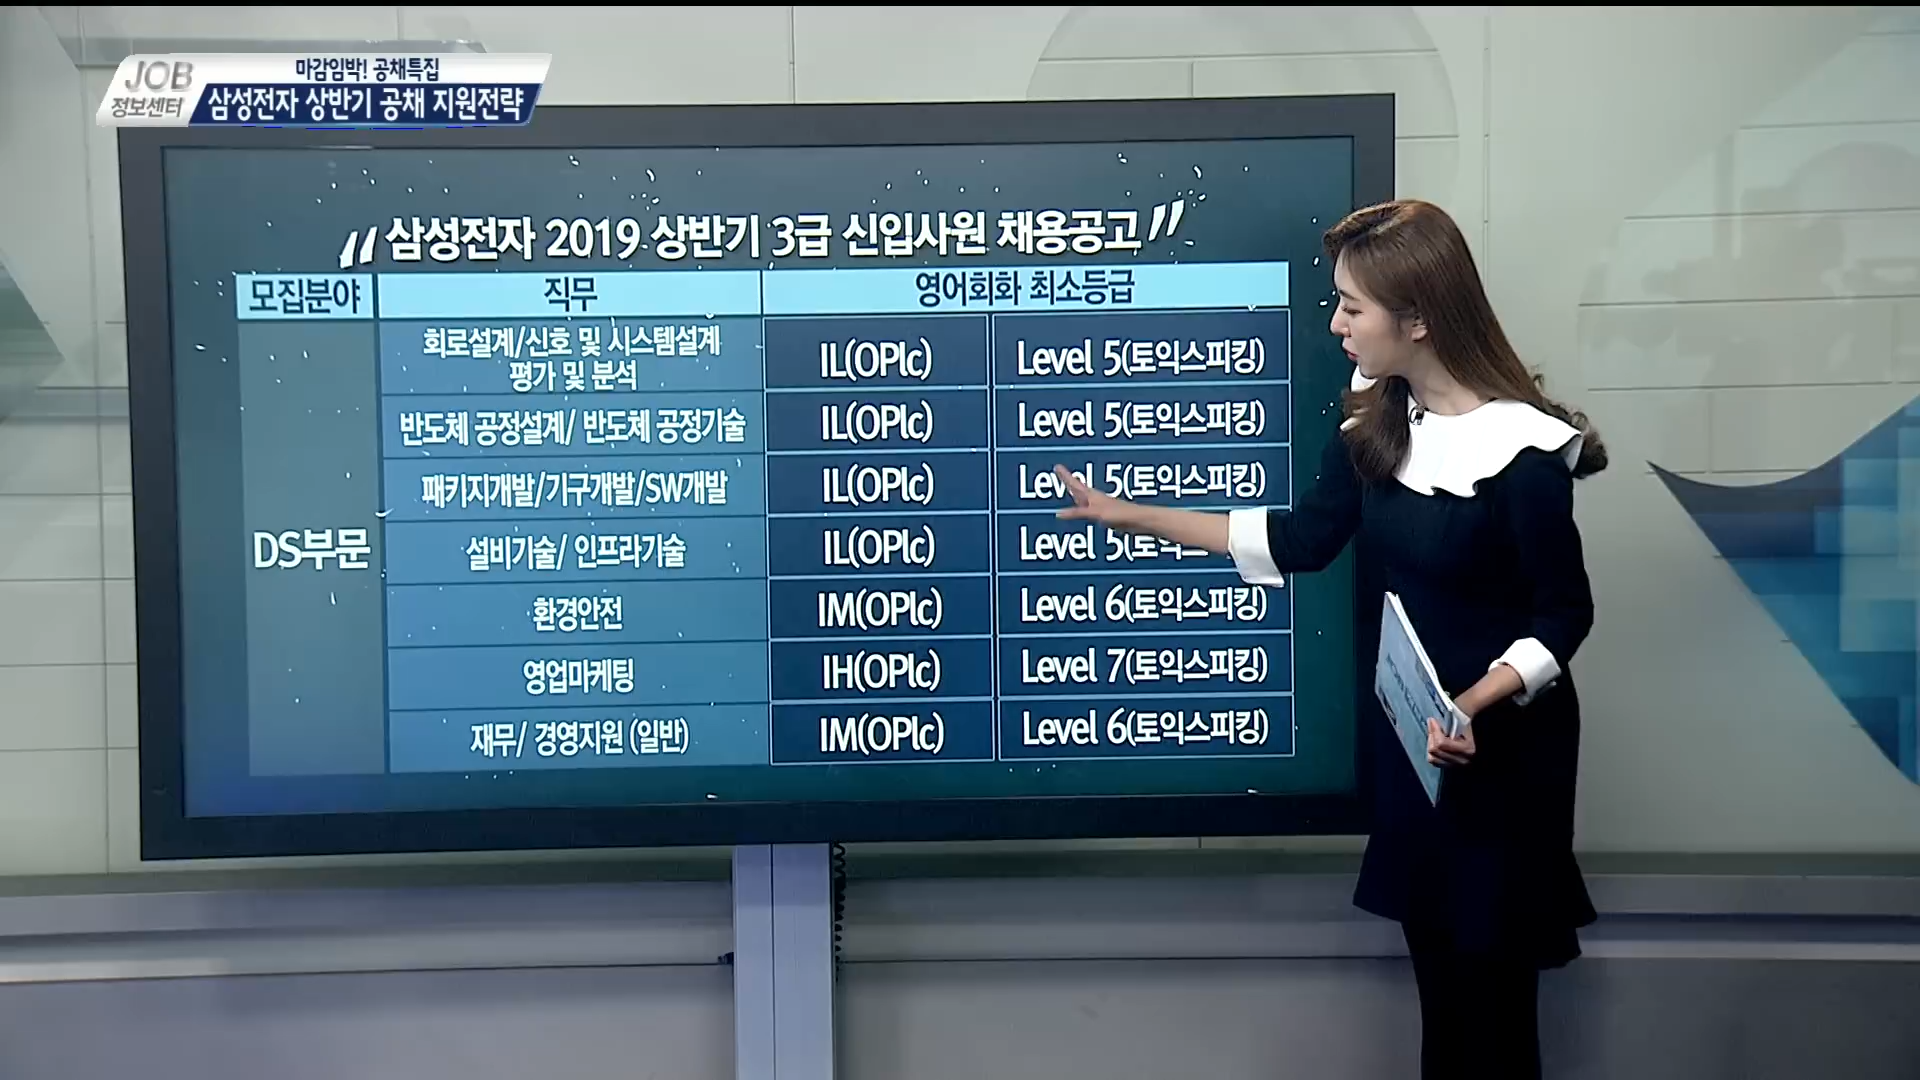 JOB
정보센터
마감임박! 공채특집
삼성전자 상반기 공채 지원전략
"삼성전자 2019 상반기 3급 신입사원 채용공고"
모집분야 직무 영어회화 최소등급
DS부문
회로설계/신호 및 시스템설계
평가 및 분석
IL(OPIc) Level 5(토익스피킹)
반도체 공정설계/ 반도체 공정기술 IL(OPIc) Level 5(토익스피킹)
패키지개발/기구개발/SW개발 IL(OPIc) Level 5(토익스피킹)
설비기술/ 인프라기술 IL(OPIc) Level 5(토익스
환경안전 IM(OPIc) Level 6(토익스피킹)
영업마케팅 IH(OPIc) Level 7(토익스피킹)
재무/ 경영지원 (일반) IM(OPIc) Level 6(토익스피킹)